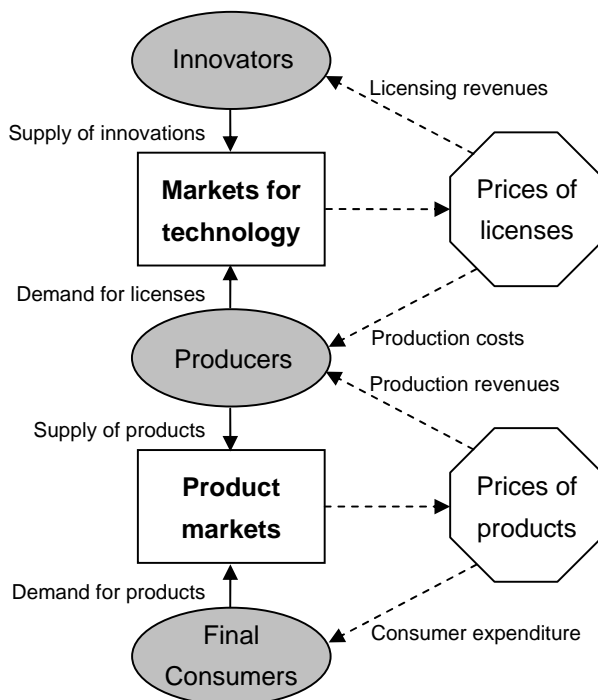 Innovators
Licensing revenues
Supply of innovations
Markets for
technology
Prices of
licenses
Demand for licenses
Producers
Production costs
Production revenues
Supply of products
Product
markets
Prices of
products
Demand for products
Final
Consumers
Consumer expenditure